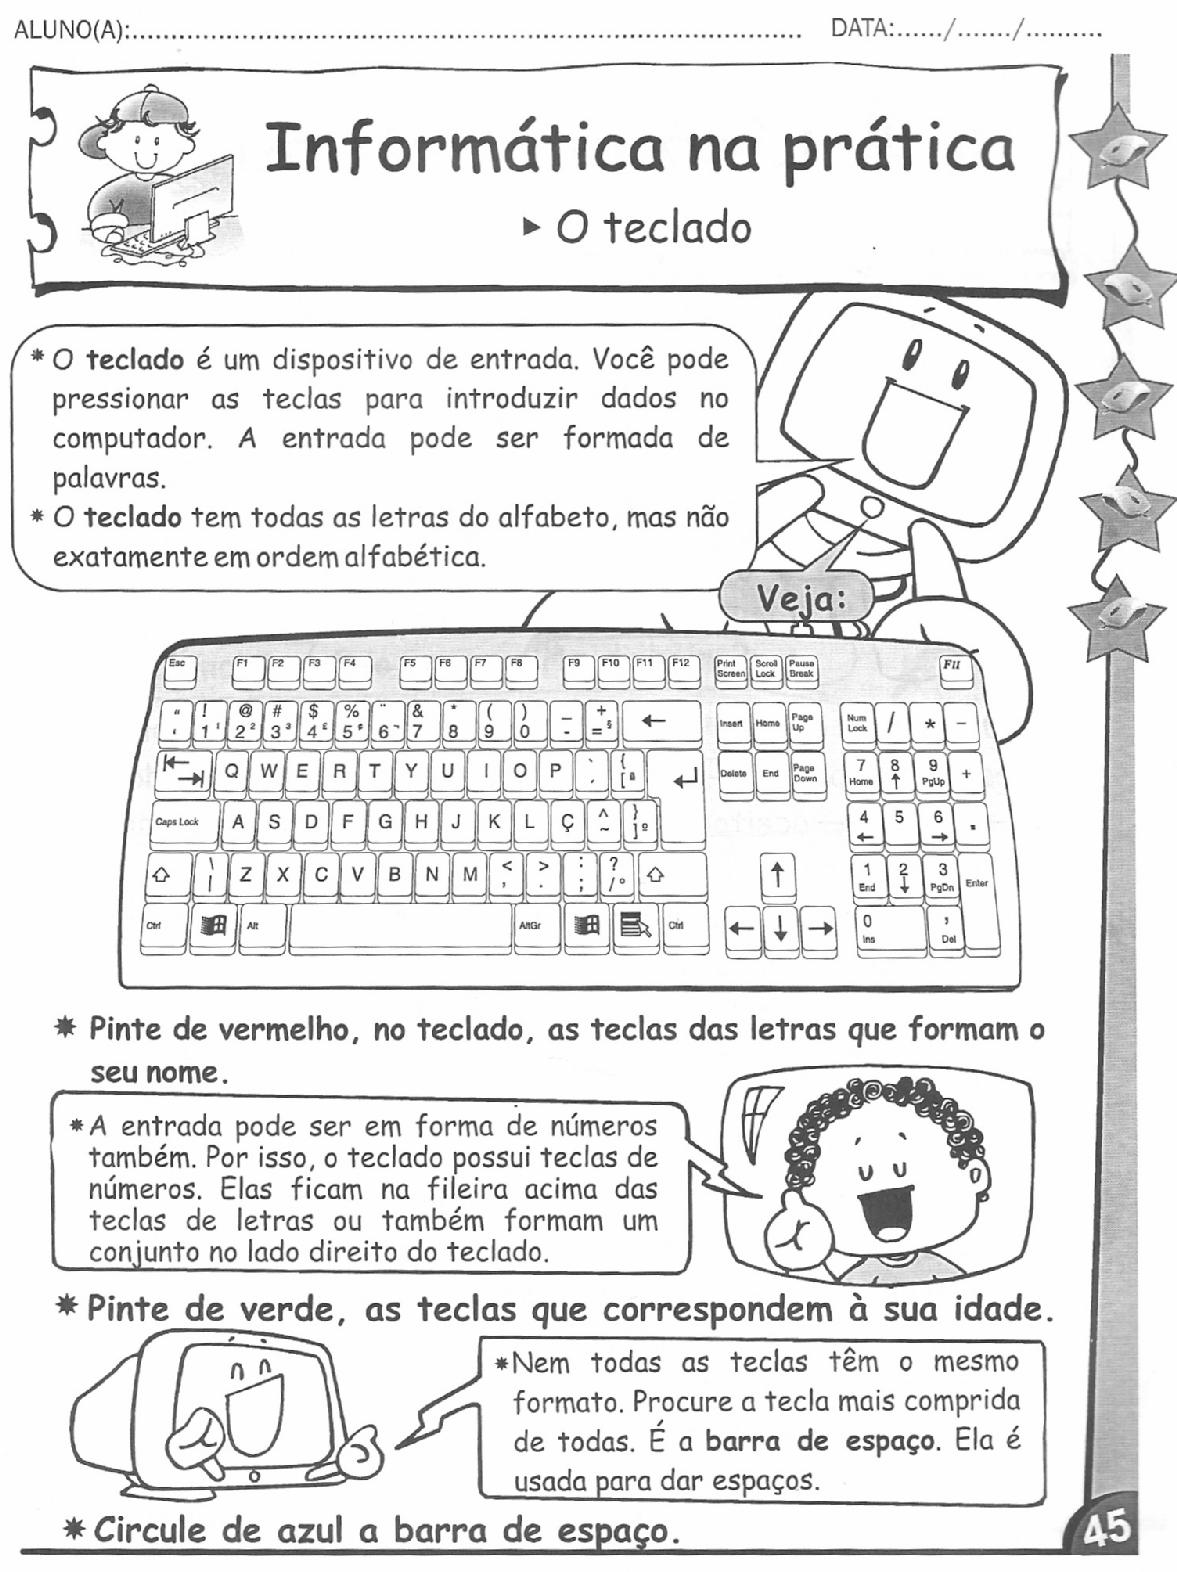 ALUNO(A):........................................................................................ DATA:....../......./..........
Informática na prática
▸ O teclado
* O teclado é um dispositivo de entrada. Você pode
pressionar as teclas para introduzir dados no
computador. A entrada pode ser formada de
palavras.
* O teclado tem todas as letras do alfabeto, mas não
exatamente em ordem alfabética.
Veja:
Esc F1 F2 F3 F4 F5 F6 F7 F8 F9 F10 F11 F12 Print Screen Scroll Lock Pause Break
! 1 ¹ @ 2 ² # 3 ³ $ 4 £ % 5 ¢ ¨ 6 ¬ & 7 * 8 ( 9 ) 0 _ - + = § ← Insert Home Page Up Num Lock / * -
Q W E R T Y U I O P ` ´ { [ ª Delete End Page Down 7 Home 8 ↑ 9 PgUp +
Caps Lock A S D F G H J K L Ç ^ ~ } ] º 4 ← 5 6 → .
\ | Z X C V B N M < , > . : ; ? / ° ↑ 1 End 2 ↓ 3 PgDn Enter
Ctrl Alt AltGr Ctrl ← ↓ → 0 Ins , Del
* Pinte de vermelho, no teclado, as teclas das letras que formam o
seu nome.
* A entrada pode ser em forma de números
também. Por isso, o teclado possui teclas de
números. Elas ficam na fileira acima das
teclas de letras ou também formam um
conjunto no lado direito do teclado.
* Pinte de verde, as teclas que correspondem à sua idade.
* Nem todas as teclas têm o mesmo
formato. Procure a tecla mais comprida
de todas. É a barra de espaço. Ela é
usada para dar espaços.
* Circule de azul a barra de espaço.
45